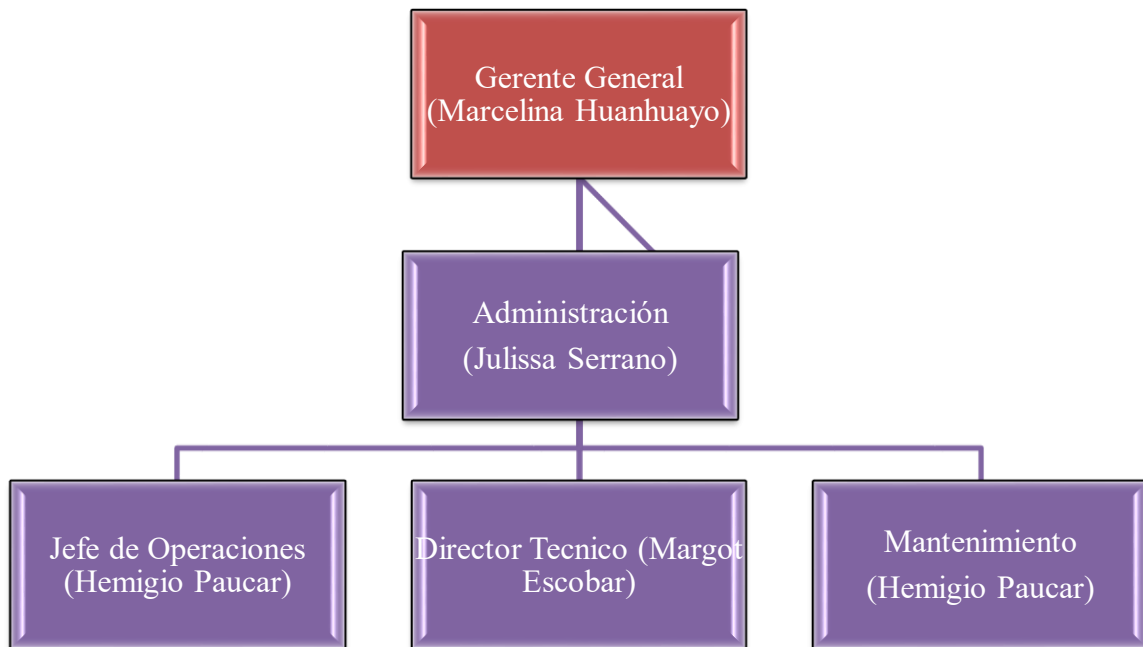 Gerente General
(Marcelina Huanhuayo)
Administración
(Julissa Serrano)
Jefe de Operaciones
(Hemigio Paucar)
Director Tecnico (Margot
Escobar)
Mantenimiento
(Hemigio Paucar)